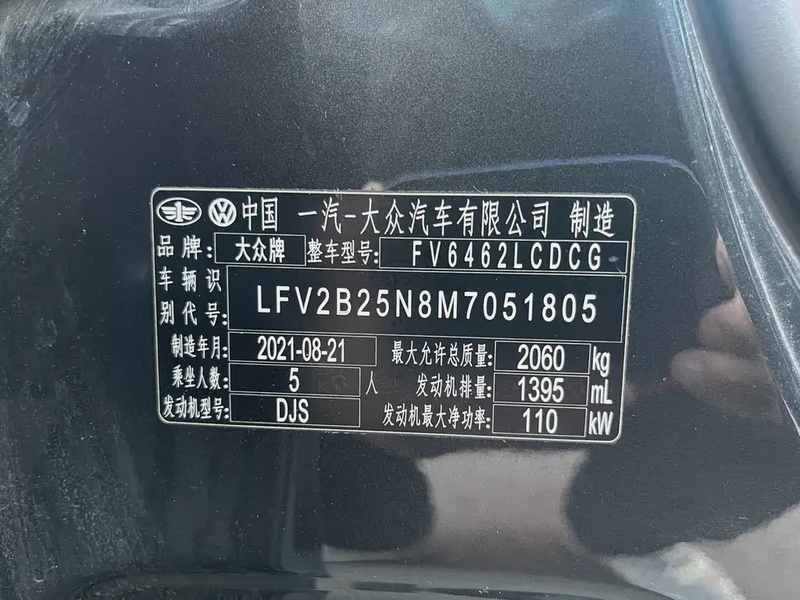 中国 一汽-大众汽车有限公司 制造
品牌: 大众牌 整车型号: FV6462LCDCG
车辆识别代号: LFV2B25N8M7051805
制造年月: 2021-08-21 最大允许总质量: 2060 kg
乘坐人数: 5 人 发动机排量: 1395 mL
发动机型号: DJS 发动机最大净功率: 110 kW